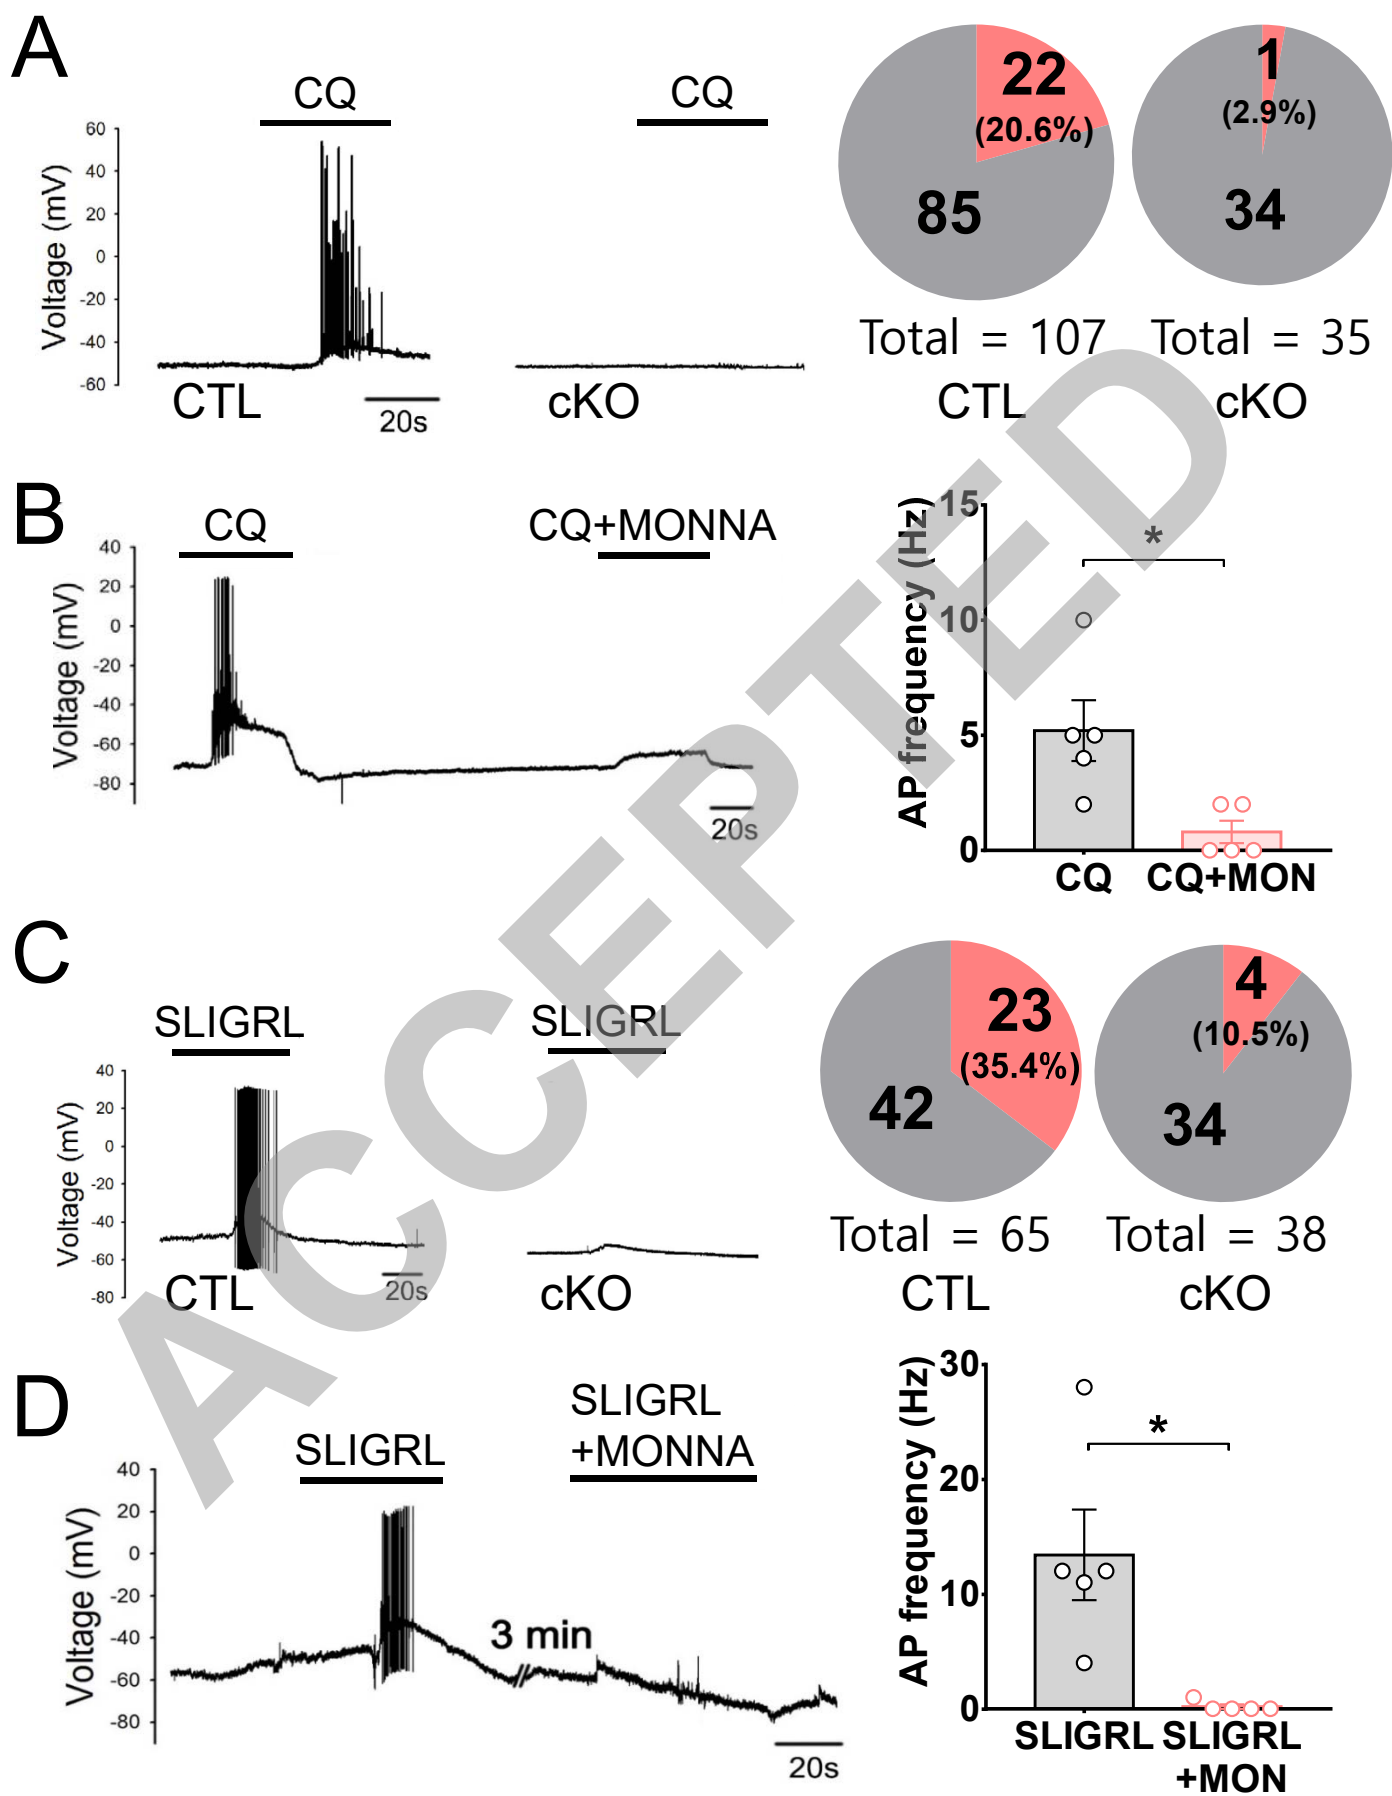 A
CQ
CQ
22
(20.6%)
85
1
(2.9%)
34
60
40
20
0
-20
-40
-60
Voltage (mV)
CTL
20s
cKO
Total = 107
Total = 35
CTL
cKO
B
CQ
CQ+MONNA
40
20
0
-20
-40
-60
-80
Voltage (mV)
20s
15
10
5
0
AP frequency (Hz)
*
CQ
CQ+MON
C
SLIGRL
SLIGRL
40
20
0
-20
-40
-60
-80
Voltage (mV)
CTL
20s
cKO
23
(35.4%)
42
4
(10.5%)
34
Total = 65
Total = 38
CTL
cKO
D
SLIGRL
SLIGRL
+MONNA
40
20
0
-20
-40
-60
-80
Voltage (mV)
3 min
20s
30
20
10
0
AP frequency (Hz)
*
SLIGRL
SLIGRL
+MON
ACCEPTED